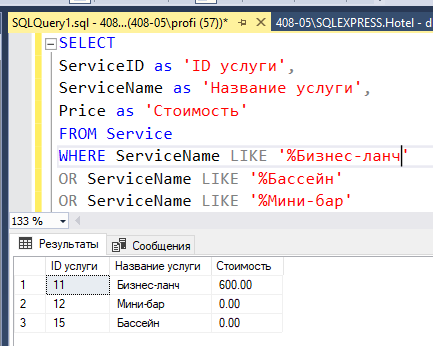 SQLQuery1.sql - 408...(408-05\profi (57))*
408-05\SQLEXPRESS.Hotel - d
SELECT
ServiceID as 'ID услуги',
ServiceName as 'Название услуги',
Price as 'Стоимость'
FROM Service
WHERE ServiceName LIKE '%Бизнес-ланч'
OR ServiceName LIKE '%Бассейн'
OR ServiceName LIKE '%Мини-бар'
133 %
Результаты Сообщения
ID услуги Название услуги Стоимость
1 11 Бизнес-ланч 600.00
2 12 Мини-бар 0.00
3 15 Бассейн 0.00